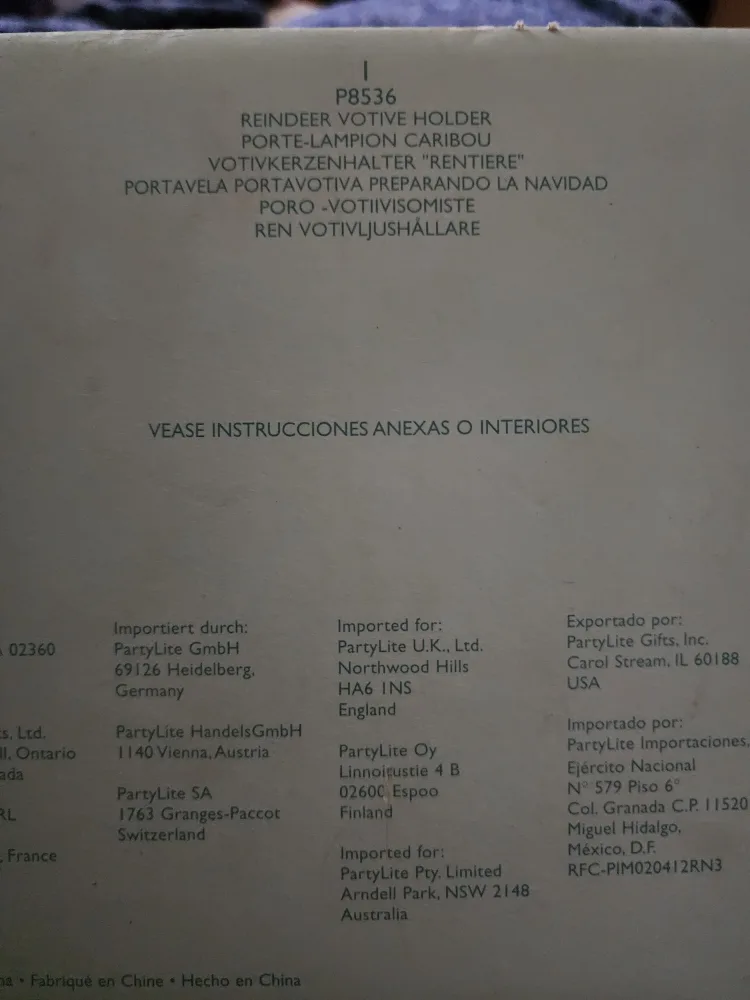 1
P8536
REINDEER VOTIVE HOLDER
PORTE-LAMPION CARIBOU
VOTIVKERZENHALTER "RENTIERE"
PORTAVELA PORTAVOTIVA PREPARANDO LA NAVIDAD
PORO -VOTIIVISOMISTE
REN VOTIVLJUSHÅLLARE
VEASE INSTRUCCIONES ANEXAS O INTERIORES
02360
Ltd.
Ontario
France
Importiert durch:
PartyLite GmbH
69126 Heidelberg,
Germany
PartyLite HandelsGmbH
1140 Vienna, Austria
PartyLite SA
1763 Granges-Paccot
Switzerland
Imported for:
PartyLite U.K., Ltd.
Northwood Hills
HA6 1NS
England
PartyLite Oy
Linnoitustie 4 B
02600 Espoo
Finland
Imported for:
PartyLite Pty. Limited
Arndell Park, NSW 2148
Australia
Exportado por:
PartyLite Gifts, Inc.
Carol Stream, IL 60188
USA
Importado por:
PartyLite Importaciones,
Ejército Nacional
N° 579 Piso 6°
Col. Granada C.P. 11520
Miguel Hidalgo,
México, D.F.
RFC-PIM020412RN3
• Fabriqué en Chine • Hecho en China